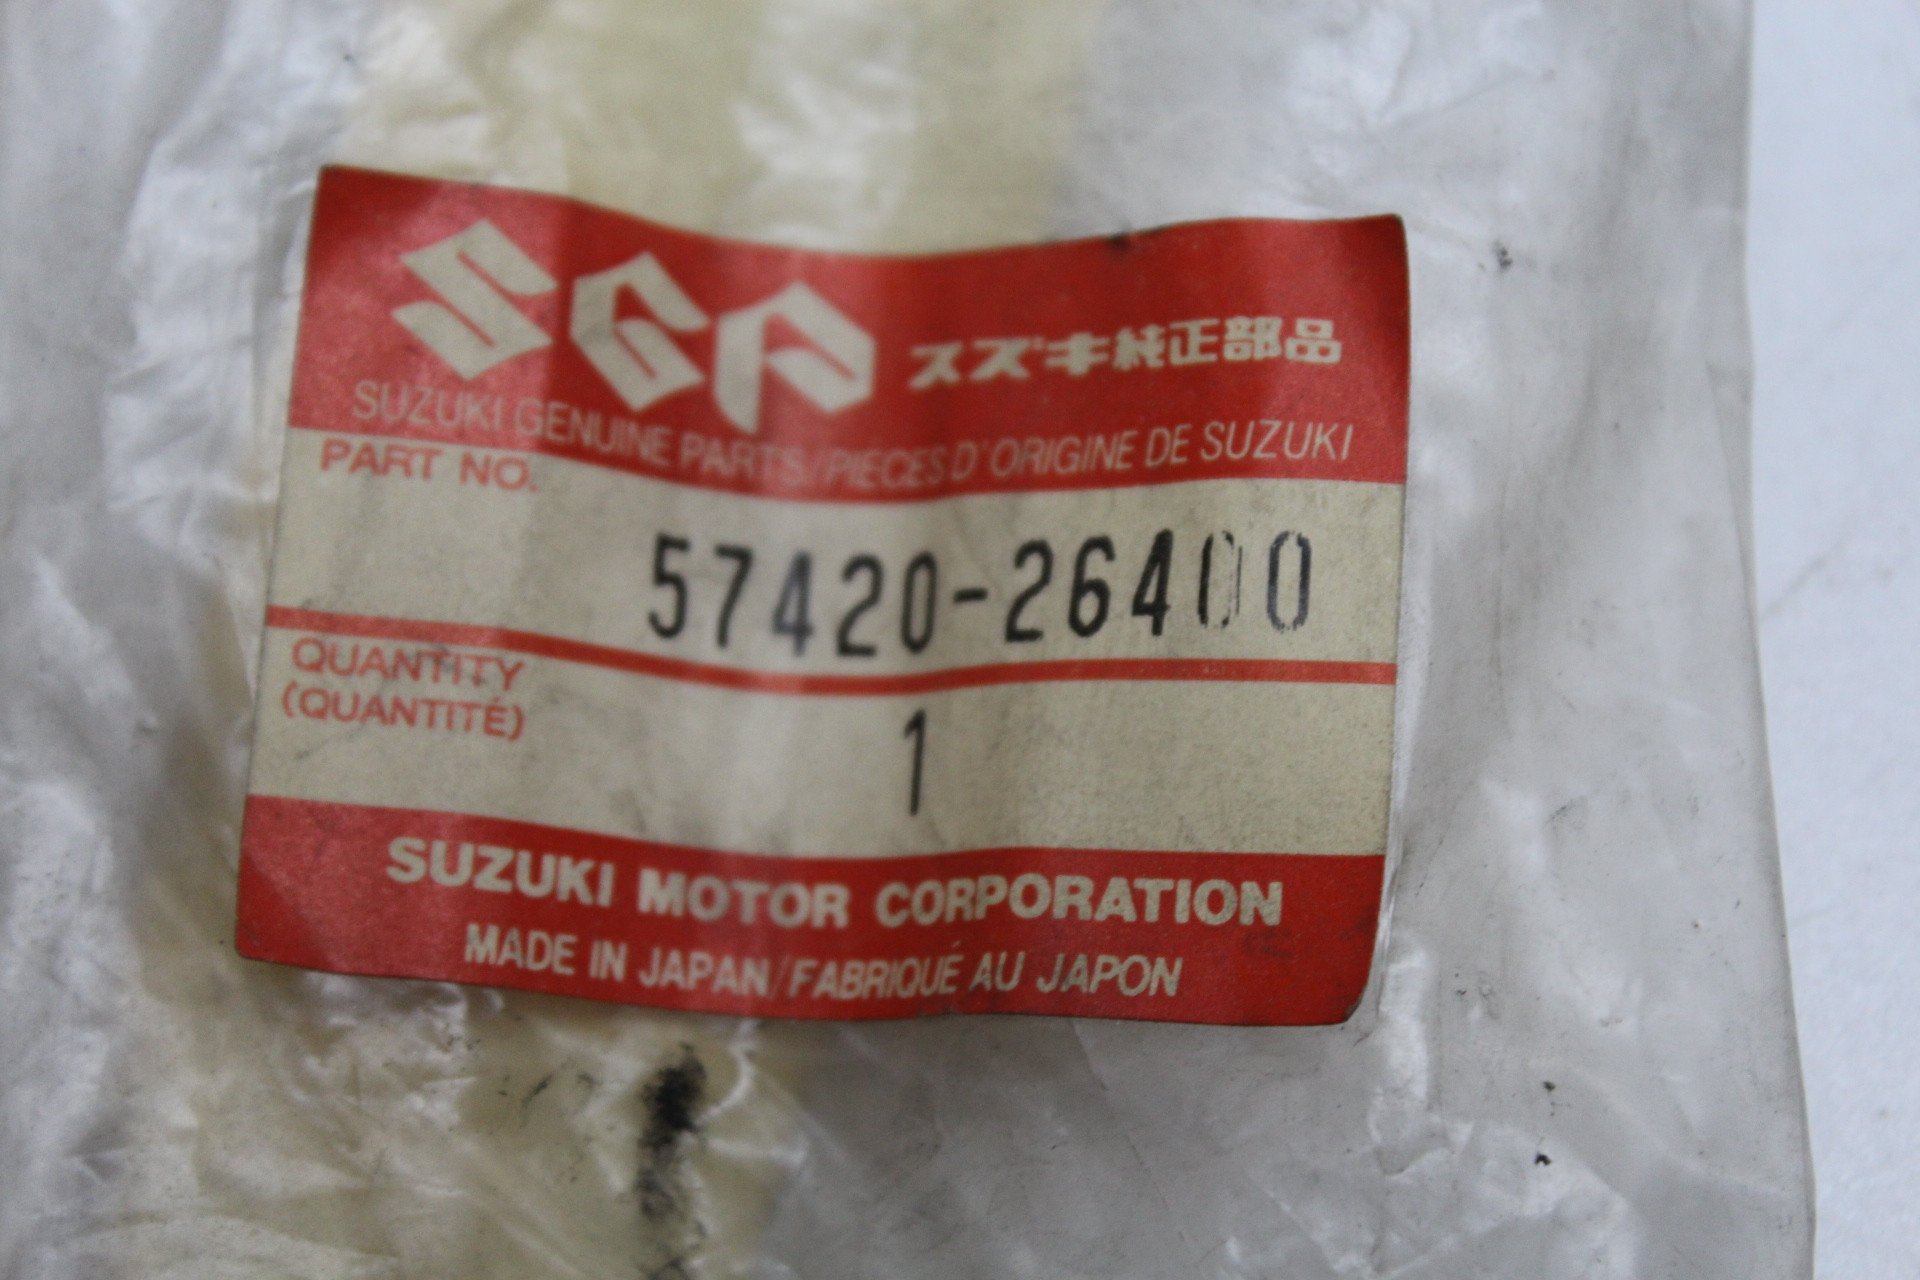 SGP スズキ純正部品
SUZUKI GENUINE PARTS/PIECES D'ORIGINE DE SUZUKI
PART NO.
57420-26400
QUANTITY
(QUANTITÉ)
1
SUZUKI MOTOR CORPORATION
MADE IN JAPAN/FABRIQUÉ AU JAPON